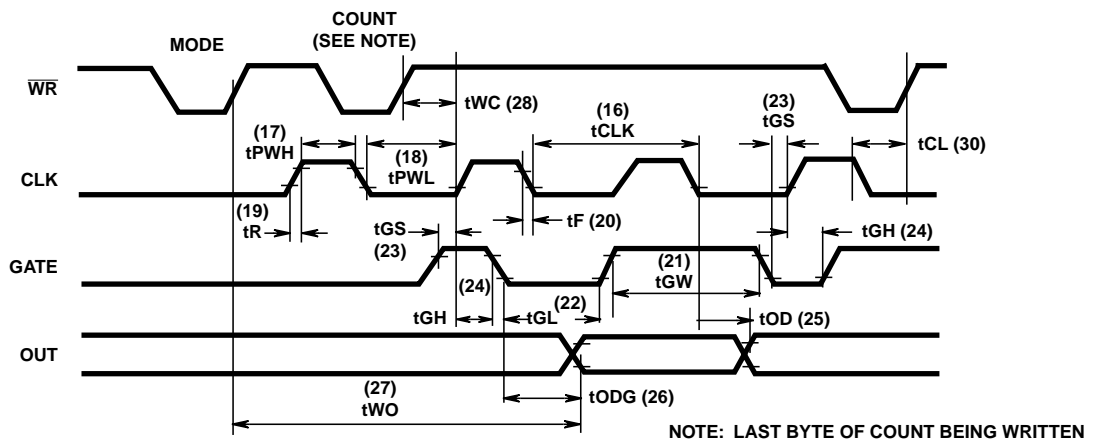 COUNT
(SEE NOTE)
MODE
WR
tWC (28)
(16)
tCLK
(23)
tGS
tCL (30)
(17)
tPWH
(18)
tPWL
CLK
(19)
tR
tGS
(23)
tF (20)
tGH (24)
GATE
(24)
(22)
(21)
tGW
tGH
tGL
tOD (25)
OUT
(27)
tWO
tODG (26)
NOTE: LAST BYTE OF COUNT BEING WRITTEN